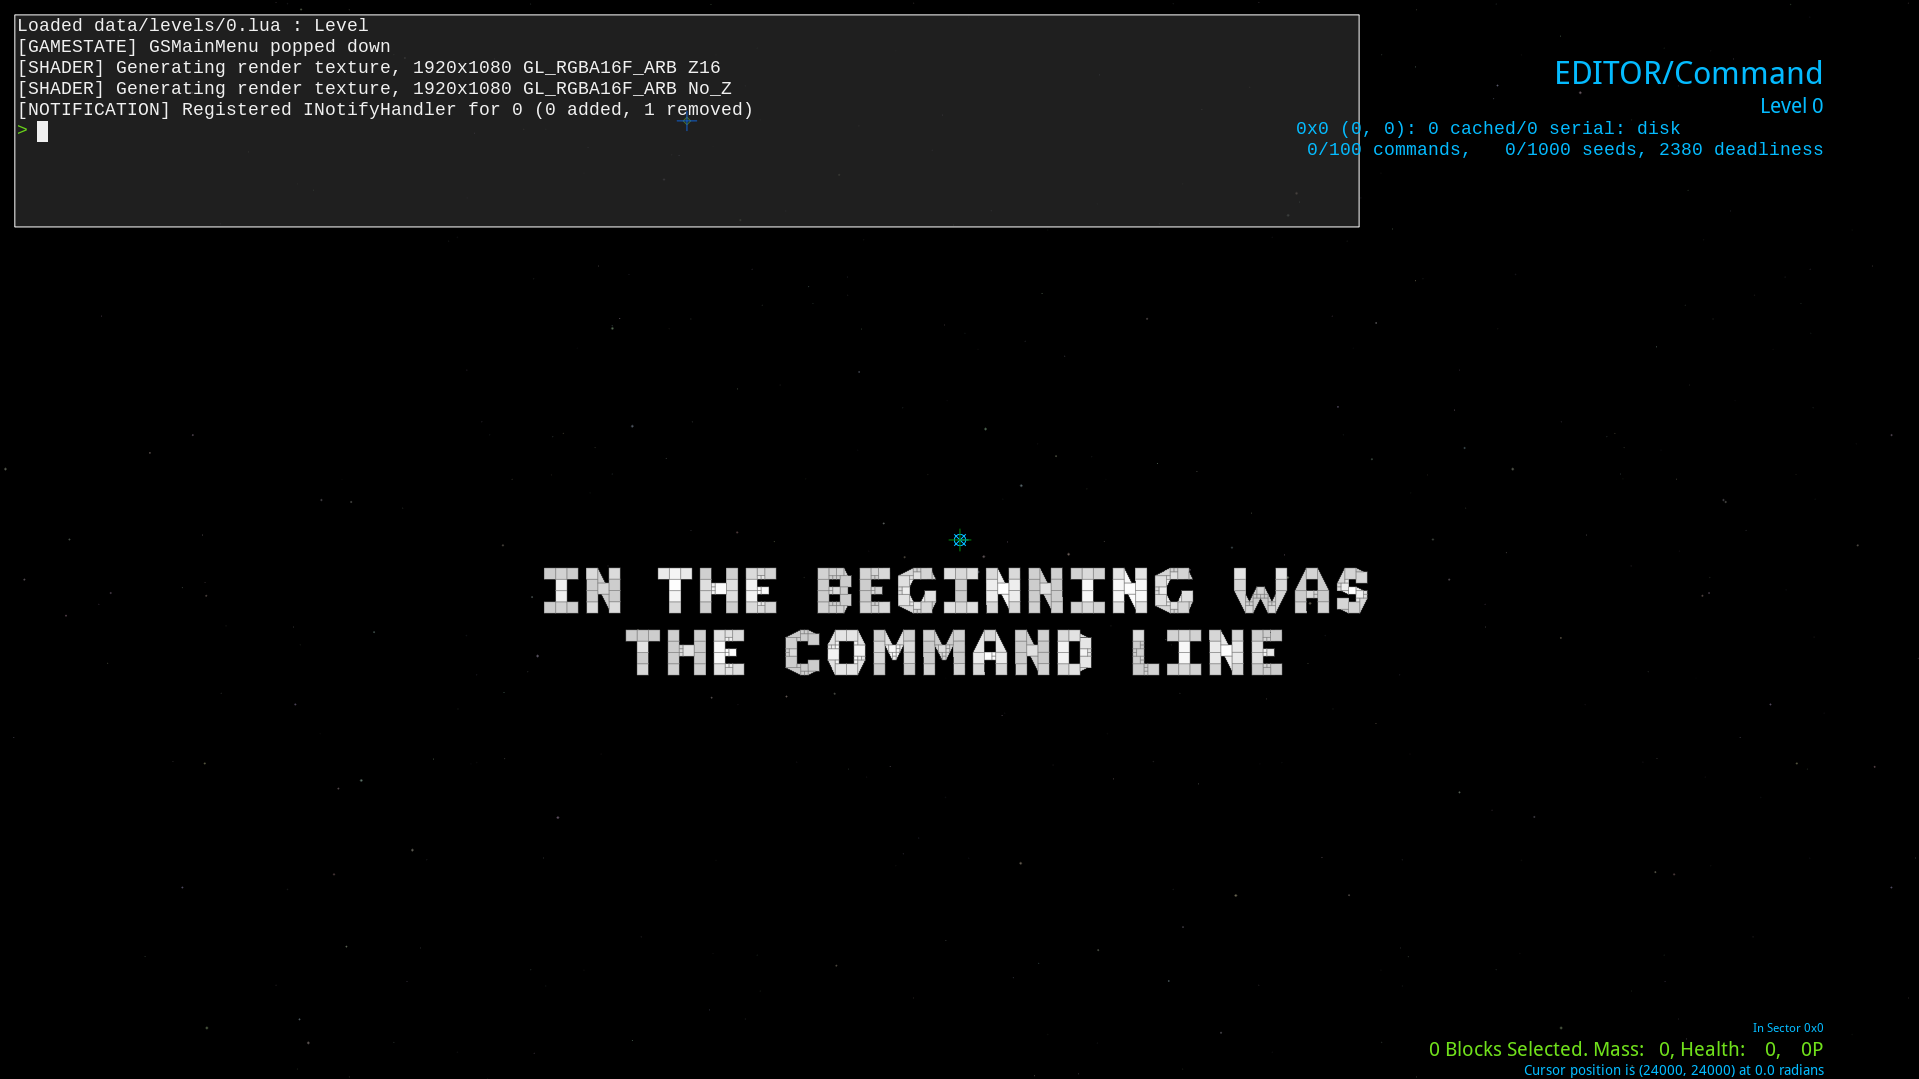 Loaded data/levels/0.lua : Level
[GAMESTATE] GSMainMenu popped down
[SHADER] Generating render texture, 1920x1080 GL_RGBA16F_ARB Z16
[SHADER] Generating render texture, 1920x1080 GL_RGBA16F_ARB No_Z
[NOTIFICATION] Registered INotifyHandler for 0 (0 added, 1 removed)
>
EDITOR/Command
Level 0
0x0 (0, 0): 0 cached/0 serial: disk
0/100 commands,   0/1000 seeds, 2380 deadliness
IN THE BEGINNING WAS
THE COMMAND LINE
In Sector 0x0
0 Blocks Selected. Mass:   0, Health:    0,    0P
Cursor position is (24000, 24000) at 0.0 radians